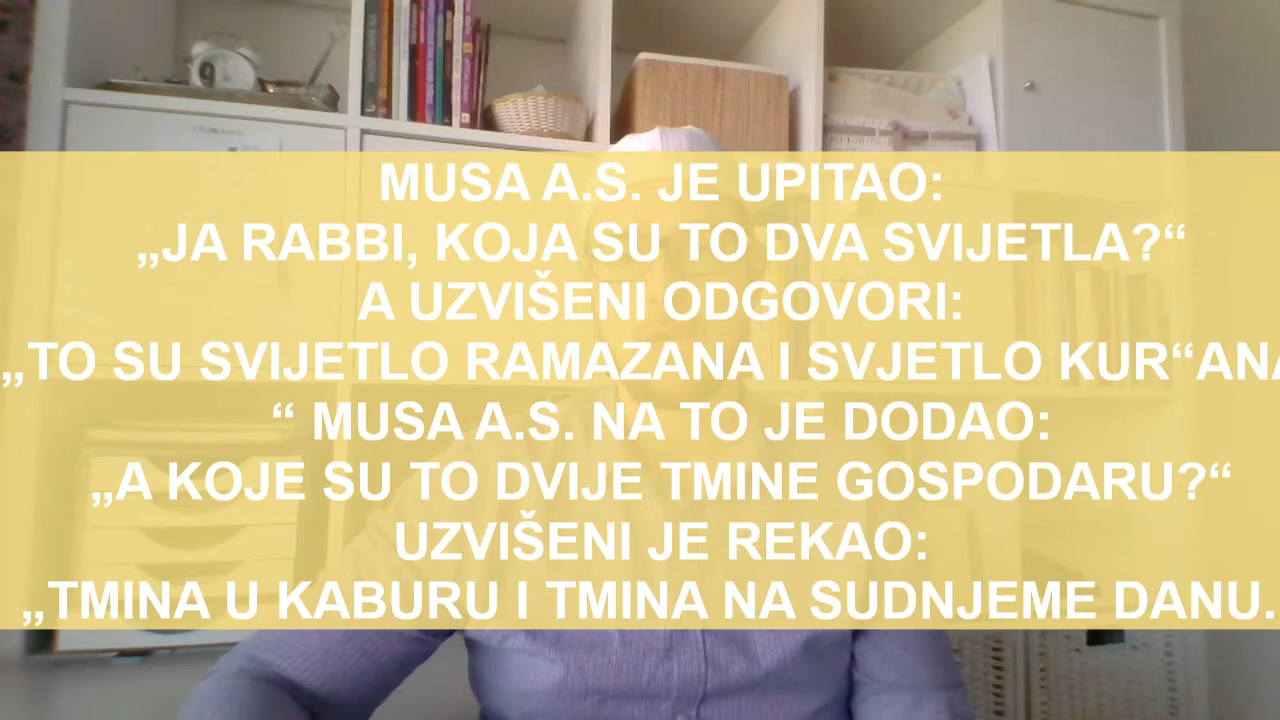 MUSA A.S. JE UPITAO:
„JA RABBI, KOJA SU TO DVA SVIJETLA?“
A UZVIŠENI ODGOVORI:
„TO SU SVIJETLO RAMAZANA I SVJETLO KUR“ANA
“ MUSA A.S. NA TO JE DODAO:
„A KOJE SU TO DVIJE TMINE GOSPODARU?“
UZVIŠENI JE REKAO:
„TMINA U KABURU I TMINA NA SUDNJEME DANU.